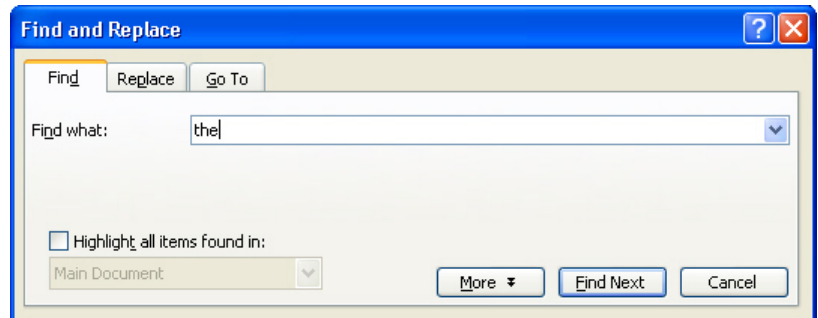 Find and Replace
Find Replace Go To
Find what: the
Highlight all items found in:
Main Document
More Find Next Cancel